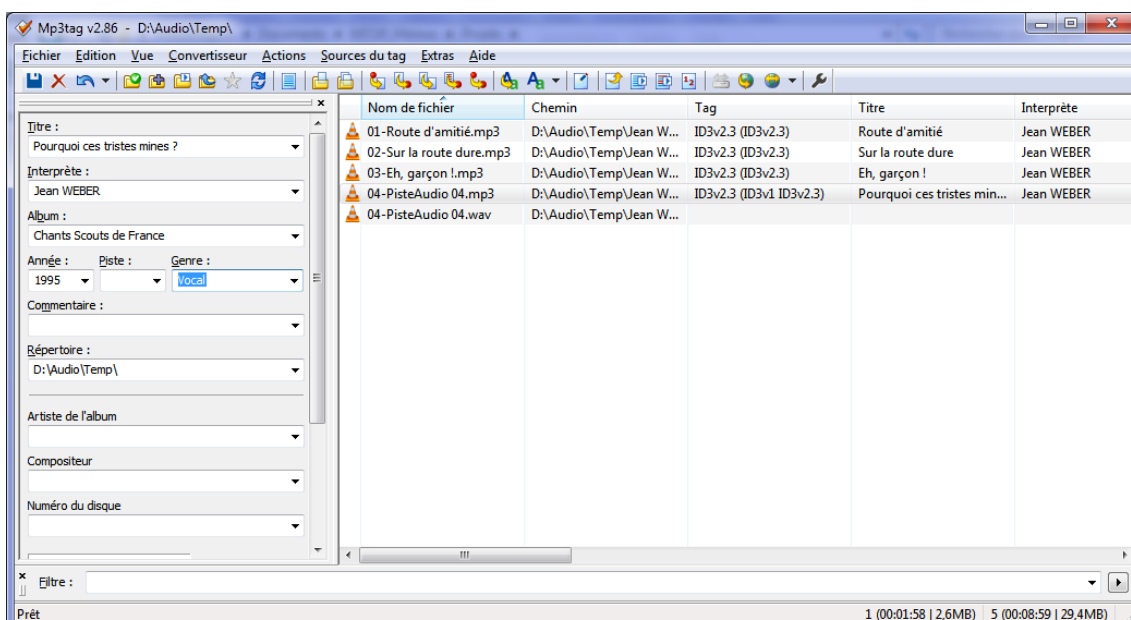 Mp3tag v2.86 - D:\Audio\Temp\
Fichier Edition Vue Convertisseur Actions Sources du tag Extras Aide
Titre :
Pourquoi ces tristes mines ?
Interprète :
Jean WEBER
Album :
Chants Scouts de France
Année : Piste : Genre :
1995 Vocal
Commentaire :
Répertoire :
D:\Audio\Temp\
Artiste de l'album
Compositeur
Numéro du disque
Nom de fichier Chemin Tag Titre Interprète
01-Route d'amitié.mp3 D:\Audio\Temp\Jean W... ID3v2.3 (ID3v2.3) Route d'amitié Jean WEBER
02-Sur la route dure.mp3 D:\Audio\Temp\Jean W... ID3v2.3 (ID3v2.3) Sur la route dure Jean WEBER
03-Eh, garçon !.mp3 D:\Audio\Temp\Jean W... ID3v2.3 (ID3v2.3) Eh, garçon ! Jean WEBER
04-PisteAudio 04.mp3 D:\Audio\Temp\Jean W... ID3v2.3 (ID3v1 ID3v2.3) Pourquoi ces tristes min... Jean WEBER
04-PisteAudio 04.wav D:\Audio\Temp\Jean W...
Filtre :
Prêt 1 (00:01:58 | 2,6MB) 5 (00:08:59 | 29,4MB)